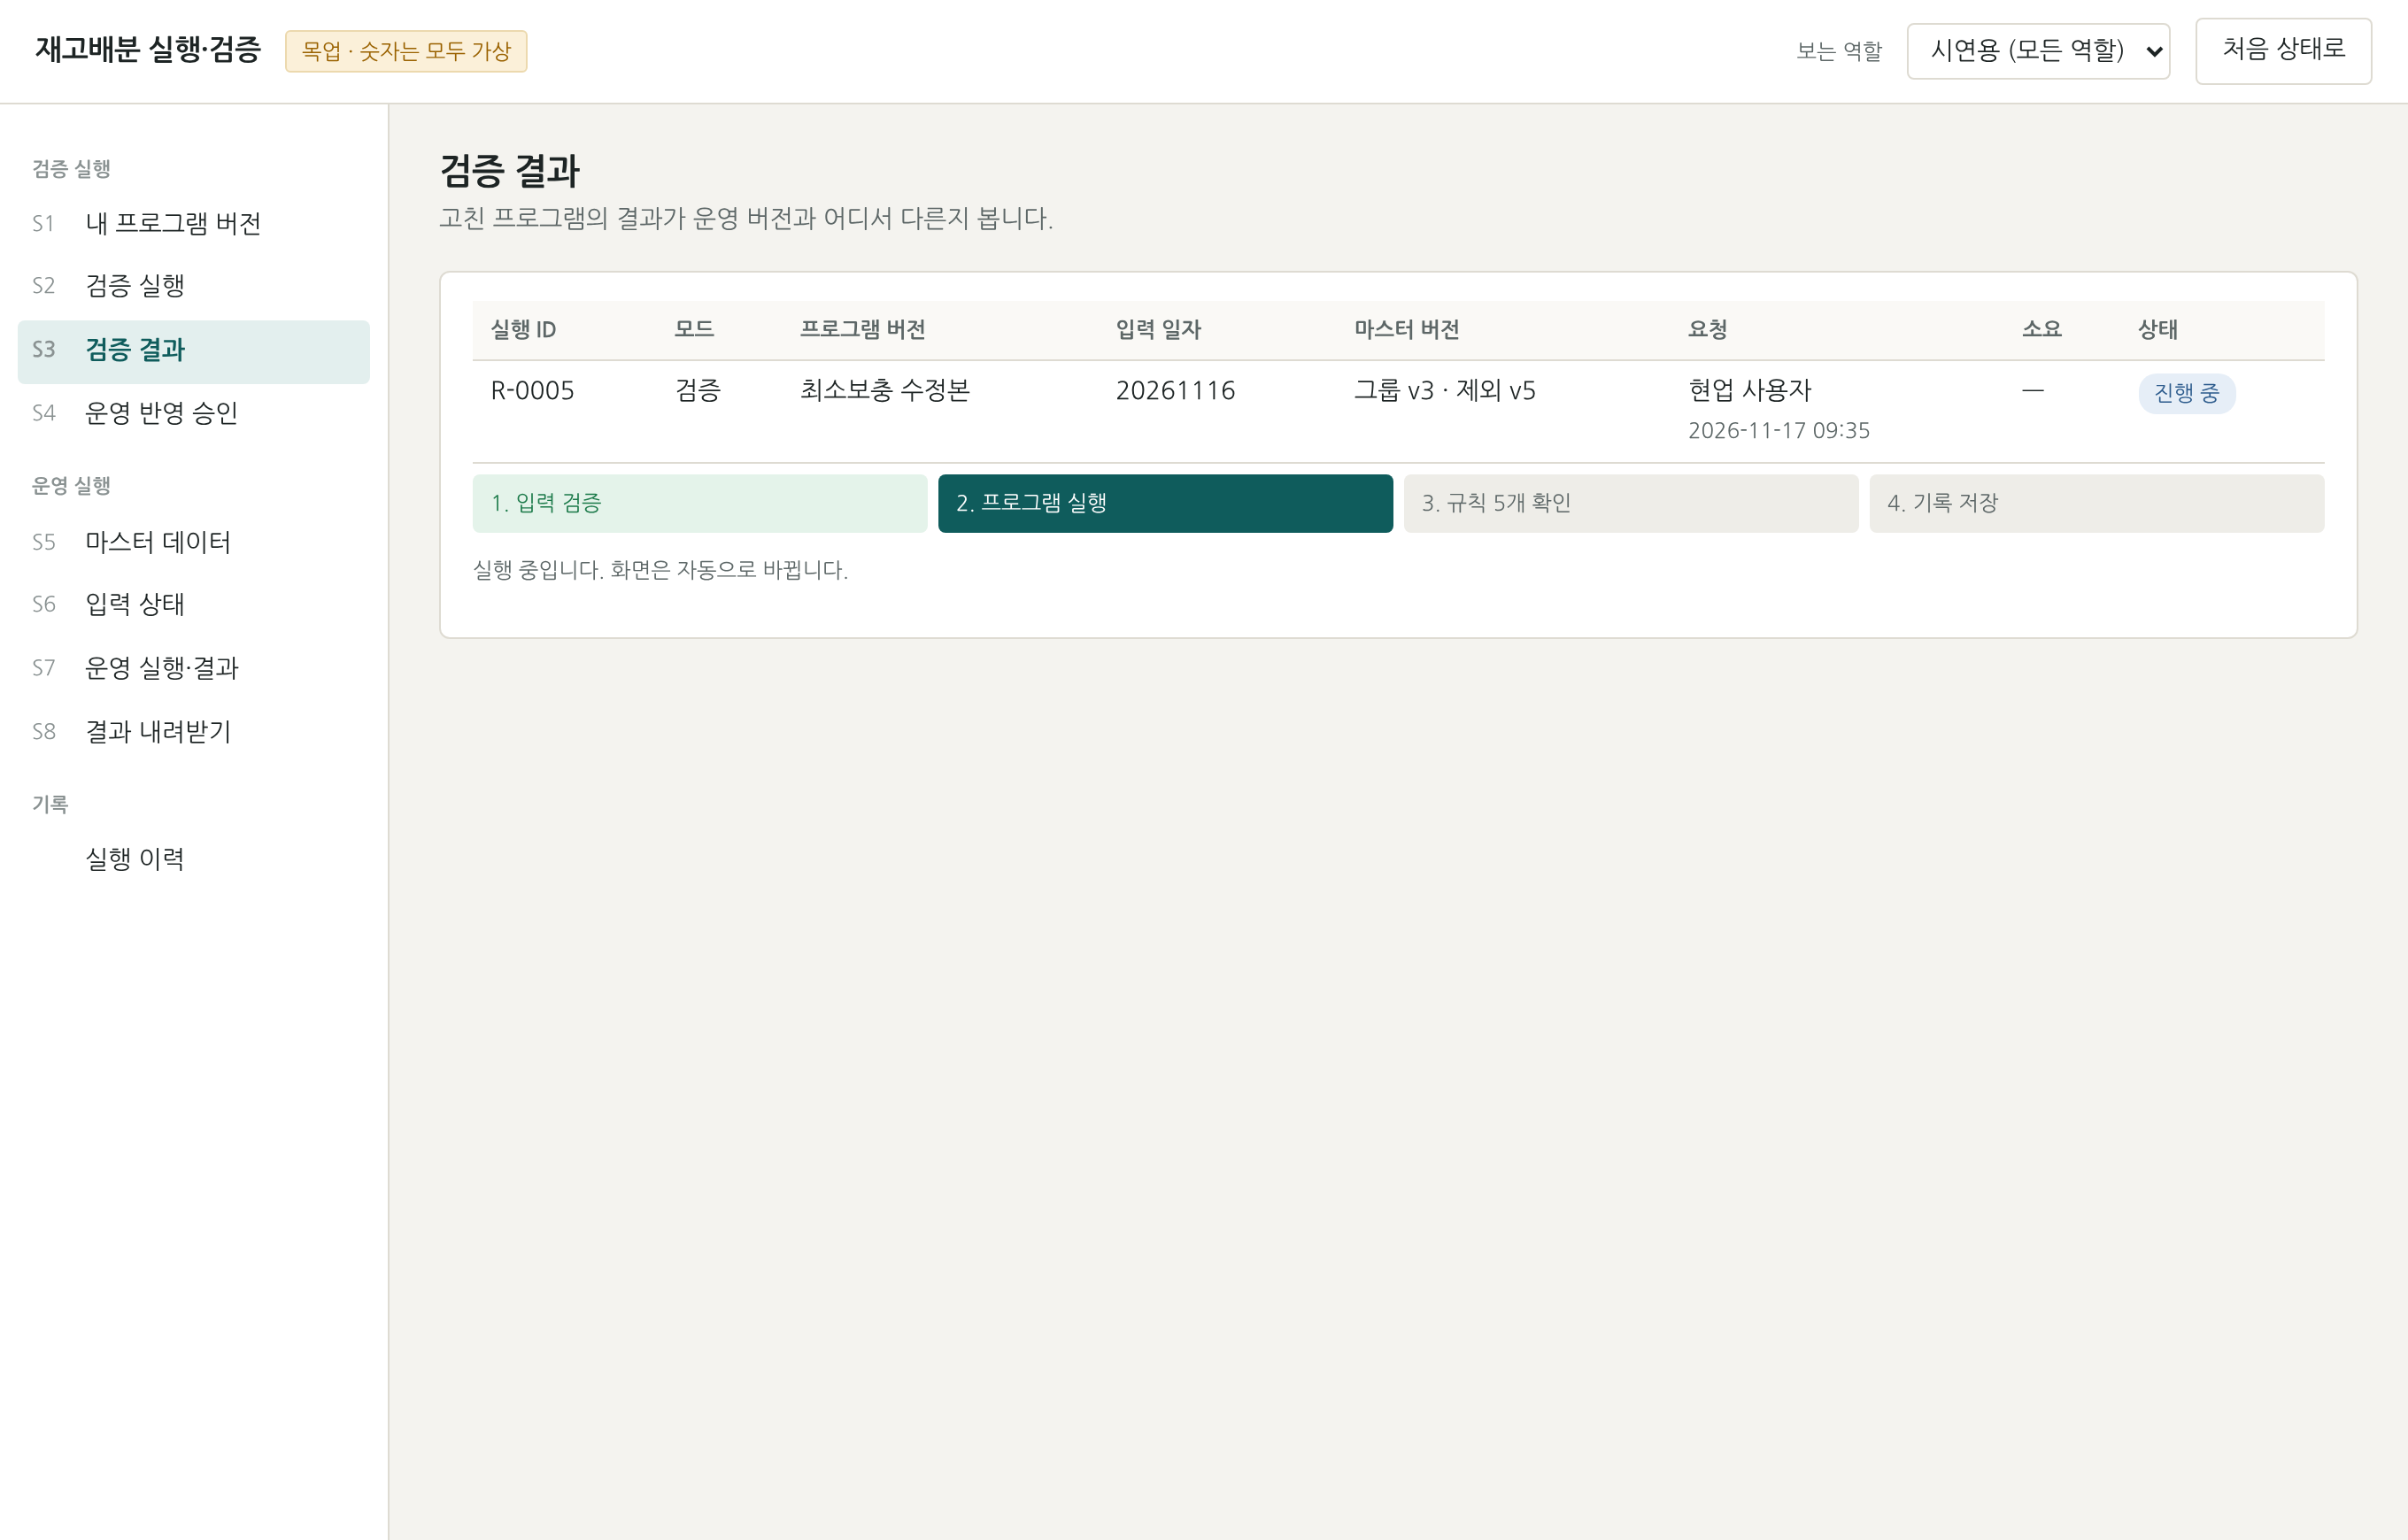 재고배분 실행·검증
목업 · 숫자는 모두 가상
보는 역할
시연용 (모든 역할)
처음 상태로
검증 실행
S1 내 프로그램 버전
S2 검증 실행
S3 검증 결과
S4 운영 반영 승인
운영 실행
S5 마스터 데이터
S6 입력 상태
S7 운영 실행·결과
S8 결과 내려받기
기록
실행 이력
검증 결과
고친 프로그램의 결과가 운영 버전과 어디서 다른지 봅니다.
실행 ID 모드 프로그램 버전 입력 일자 마스터 버전 요청 소요 상태
R-0005 검증 최소보충 수정본 20261116 그룹 v3 · 제외 v5 현업 사용자 — 진행 중
2026-11-17 09:35
1. 입력 검증 2. 프로그램 실행 3. 규칙 5개 확인 4. 기록 저장
실행 중입니다. 화면은 자동으로 바뀝니다.